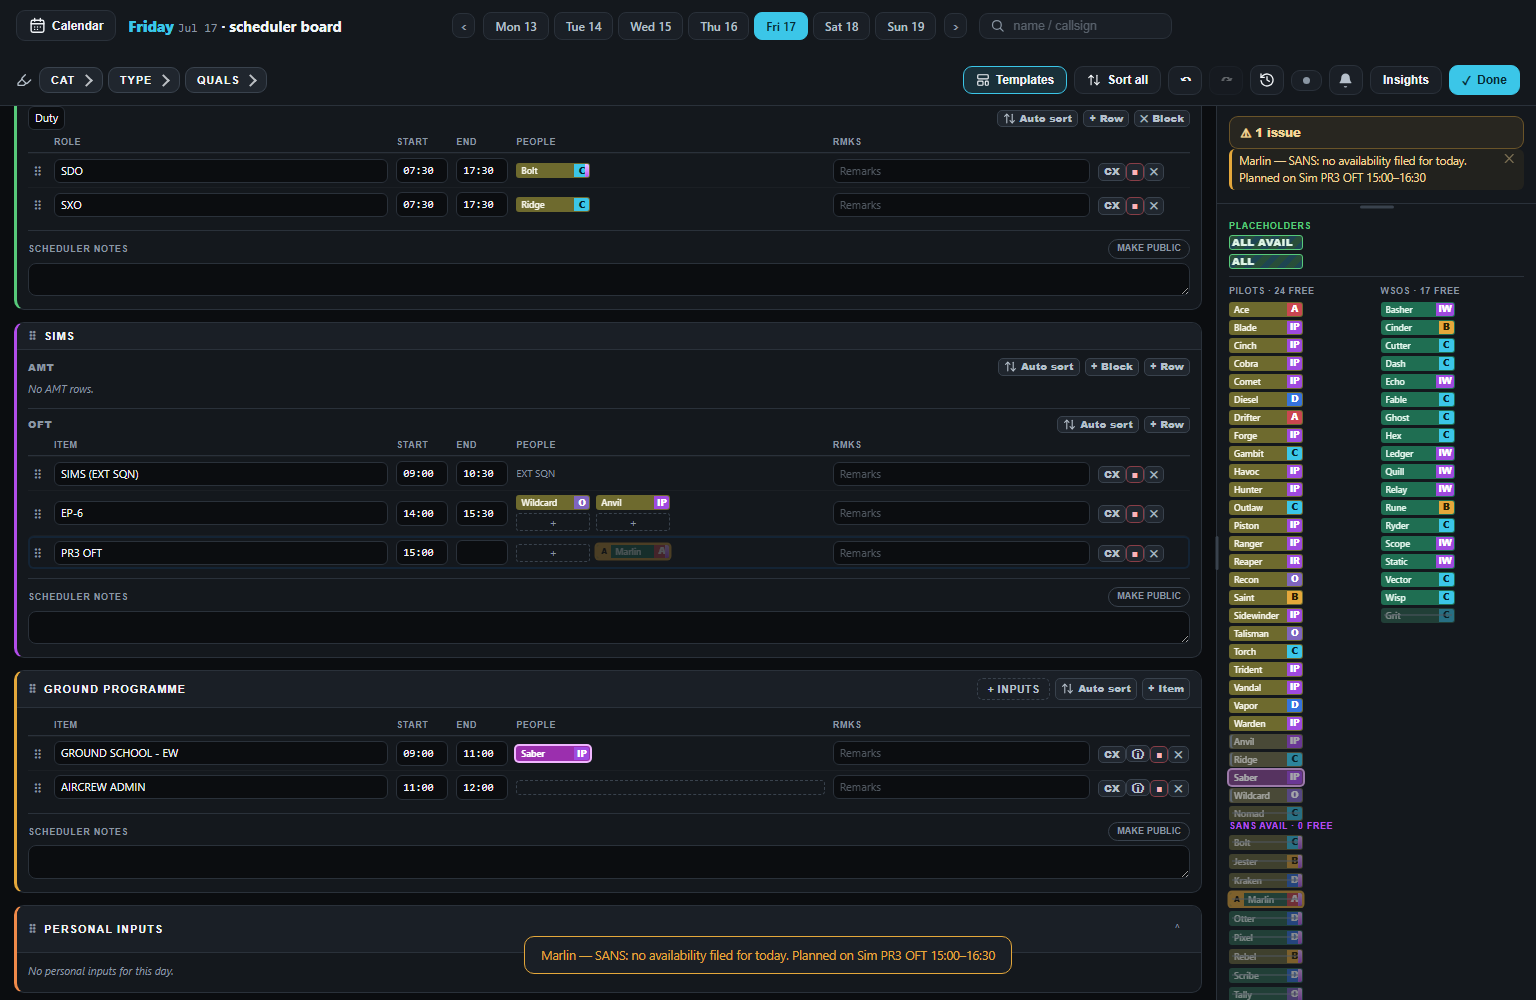 Calendar
Friday Jul 17 · scheduler board
‹ Mon 13 Tue 14 Wed 15 Thu 16 Fri 17 Sat 18 Sun 19 ›
name / callsign
CAT TYPE QUALS
Templates Sort all Insights ✓ Done
Duty Auto sort + Row × Block
ROLE START END PEOPLE RMKS
SDO 07:30 17:30 Bolt C Remarks CX
SXO 07:30 17:30 Ridge C Remarks CX
SCHEDULER NOTES MAKE PUBLIC
SIMS
AMT Auto sort + Block + Row
No AMT rows.
OFT Auto sort + Row
ITEM START END PEOPLE RMKS
SIMS (EXT SQN) 09:00 10:30 EXT SQN Remarks CX
EP-6 14:00 15:30 Wildcard O Anvil IP Remarks CX
+ +
PR3 OFT 15:00 + A Marlin A Remarks CX
SCHEDULER NOTES MAKE PUBLIC
GROUND PROGRAMME + INPUTS Auto sort + Item
ITEM START END PEOPLE RMKS
GROUND SCHOOL - EW 09:00 11:00 Saber IP Remarks CX
AIRCREW ADMIN 11:00 12:00 Remarks CX
SCHEDULER NOTES MAKE PUBLIC
PERSONAL INPUTS
No personal inputs for this day.
Marlin — SANS: no availability filed for today. Planned on Sim PR3 OFT 15:00–16:30
⚠ 1 issue
Marlin — SANS: no availability filed for today.
Planned on Sim PR3 OFT 15:00–16:30
PLACEHOLDERS
ALL AVAIL
ALL
PILOTS · 24 FREE
Ace A
Blade IP
Cinch IP
Cobra IP
Comet IP
Diesel D
Drifter A
Forge IP
Gambit C
Havoc IP
Hunter IP
Outlaw C
Piston IP
Ranger IP
Reaper IR
Recon O
Saint B
Sidewinder IP
Talisman O
Torch C
Trident IP
Vandal IP
Vapor D
Warden IP
Anvil IP
Ridge C
Saber IP
Wildcard O
Nomad C
WSOS · 17 FREE
Basher IW
Cinder B
Cutter C
Dash C
Echo IW
Fable C
Ghost C
Hex C
Ledger IW
Quill IW
Relay IW
Rune B
Ryder C
Scope IW
Static IW
Vector C
Wisp C
Grit C
SANS AVAIL · 0 FREE
Bolt C
Jester B
Kraken D
A Marlin A
Otter D
Pixel D
Rebel B
Scribe D
Tally O